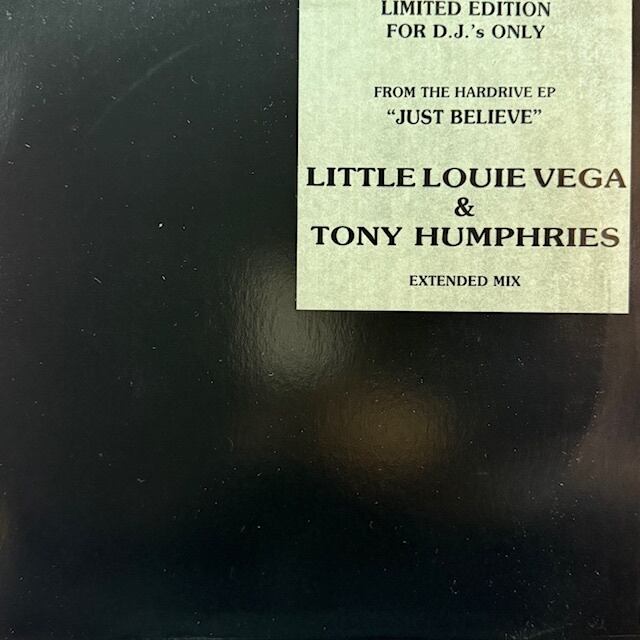 LIMITED EDITION
FOR D.J.'s ONLY
FROM THE HARDRIVE EP
“JUST BELIEVE”
LITTLE LOUIE VEGA
&
TONY HUMPHRIES
EXTENDED MIX